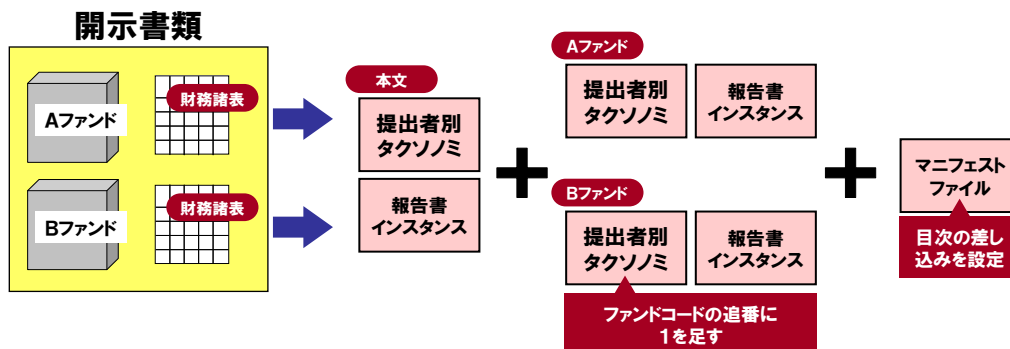 開示書類
Aファンド
財務諸表
Bファンド
財務諸表
本文
提出者別
タクソノミ
報告書
インスタンス
Aファンド
提出者別
タクソノミ
報告書
インスタンス
Bファンド
提出者別
タクソノミ
報告書
インスタンス
ファンドコードの追番に
1を足す
マニフェスト
ファイル
目次の差し
込みを設定